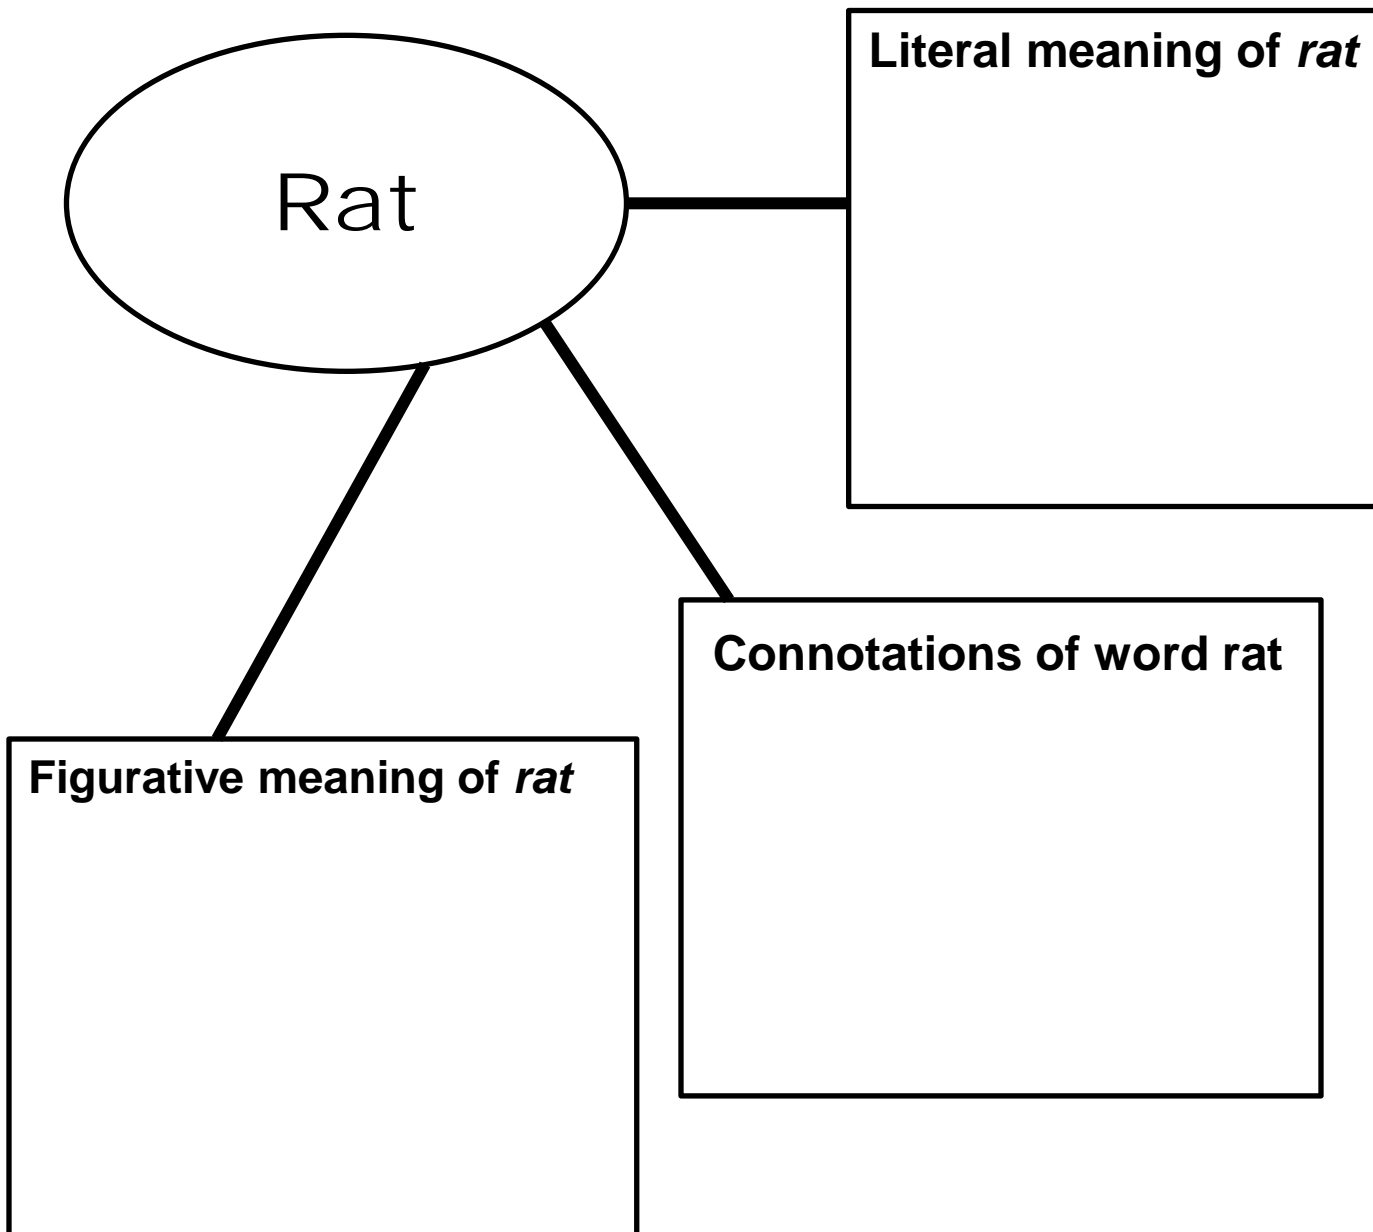 Literal meaning of rat
Rat
Connotations of word rat
Figurative meaning of rat